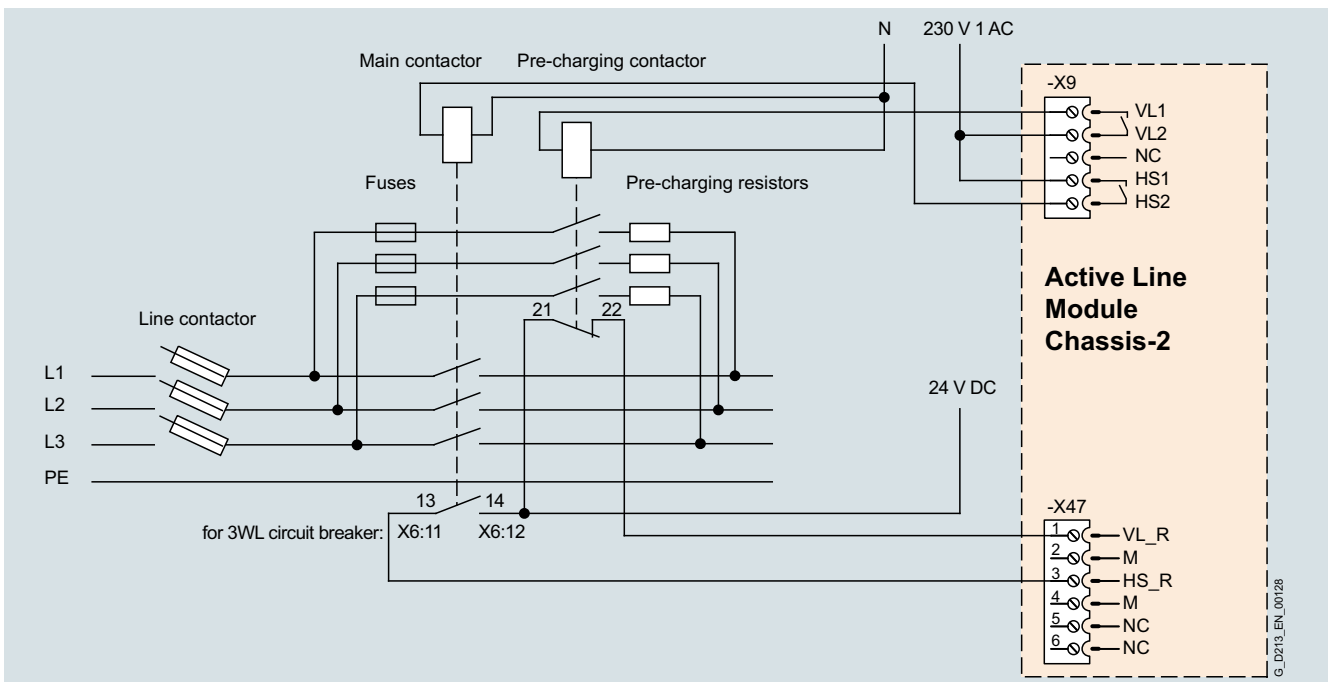 N 230 V 1 AC
Main contactor Pre-charging contactor
-X9
VL1
VL2
NC
HS1
HS2
Fuses Pre-charging resistors
Active Line
Module
Chassis-2
21 22
Line contactor
L1
L2
L3
PE
24 V DC
13 14
for 3WL circuit breaker: X6:11 X6:12
-X47
1 VL_R
2 M
3 HS_R
4 M
5 NC
6 NC
G_D213_EN_00128